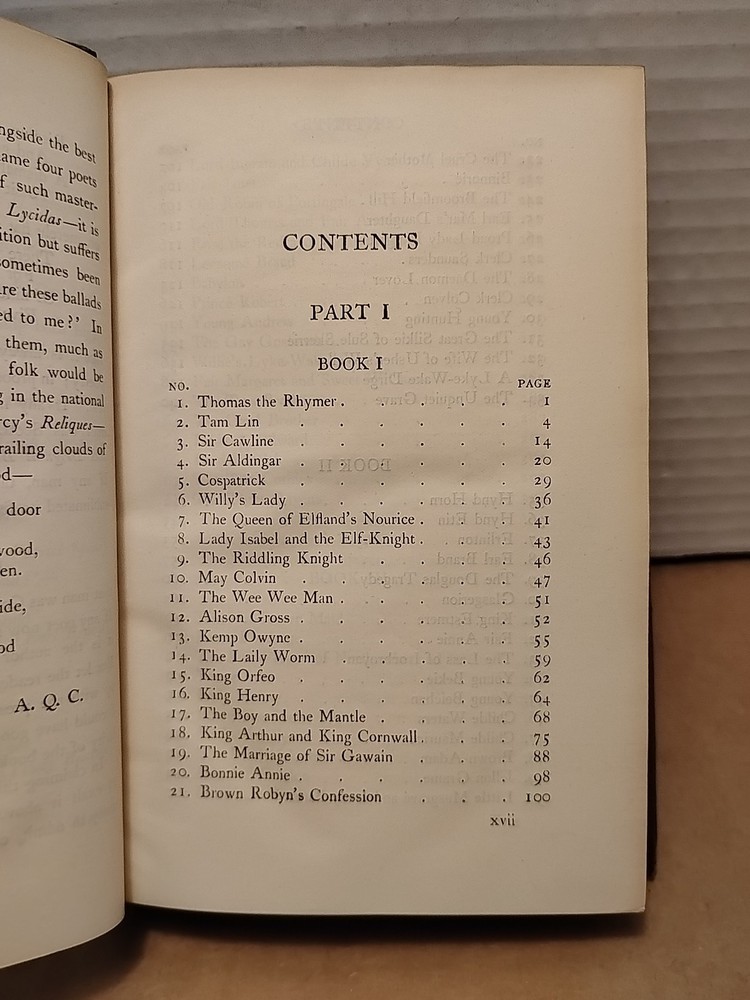 ngside the best
ame four poets
f such master-
Lycidas—it is
ition but suffers
sometimes been
re these ballads
ed to me?' In
them, much as
folk would be
g in the national
rcy's Reliques—
railing clouds of
d—
door
wood,
en.
ide,
od
A. Q. C.
CONTENTS
PART I
BOOK I
NO. PAGE
1. Thomas the Rhymer . . . . . 1
2. Tam Lin . . . . . . 4
3. Sir Cawline . . . . . . 14
4. Sir Aldingar . . . . . . 20
5. Cospatrick . . . . . . 29
6. Willy's Lady . . . . . . 36
7. The Queen of Elfland's Nourice . . . 41
8. Lady Isabel and the Elf-Knight . . . 43
9. The Riddling Knight . . . . 46
10. May Colvin . . . . . . 47
11. The Wee Wee Man . . . . . 51
12. Alison Gross . . . . . . 52
13. Kemp Owyne . . . . . . 55
14. The Laily Worm . . . . . 59
15. King Orfeo . . . . . . 62
16. King Henry . . . . . . 64
17. The Boy and the Mantle . . . . 68
18. King Arthur and King Cornwall . . . 75
19. The Marriage of Sir Gawain . . . 88
20. Bonnie Annie . . . . . . 98
21. Brown Robyn's Confession . . . 100
xvii